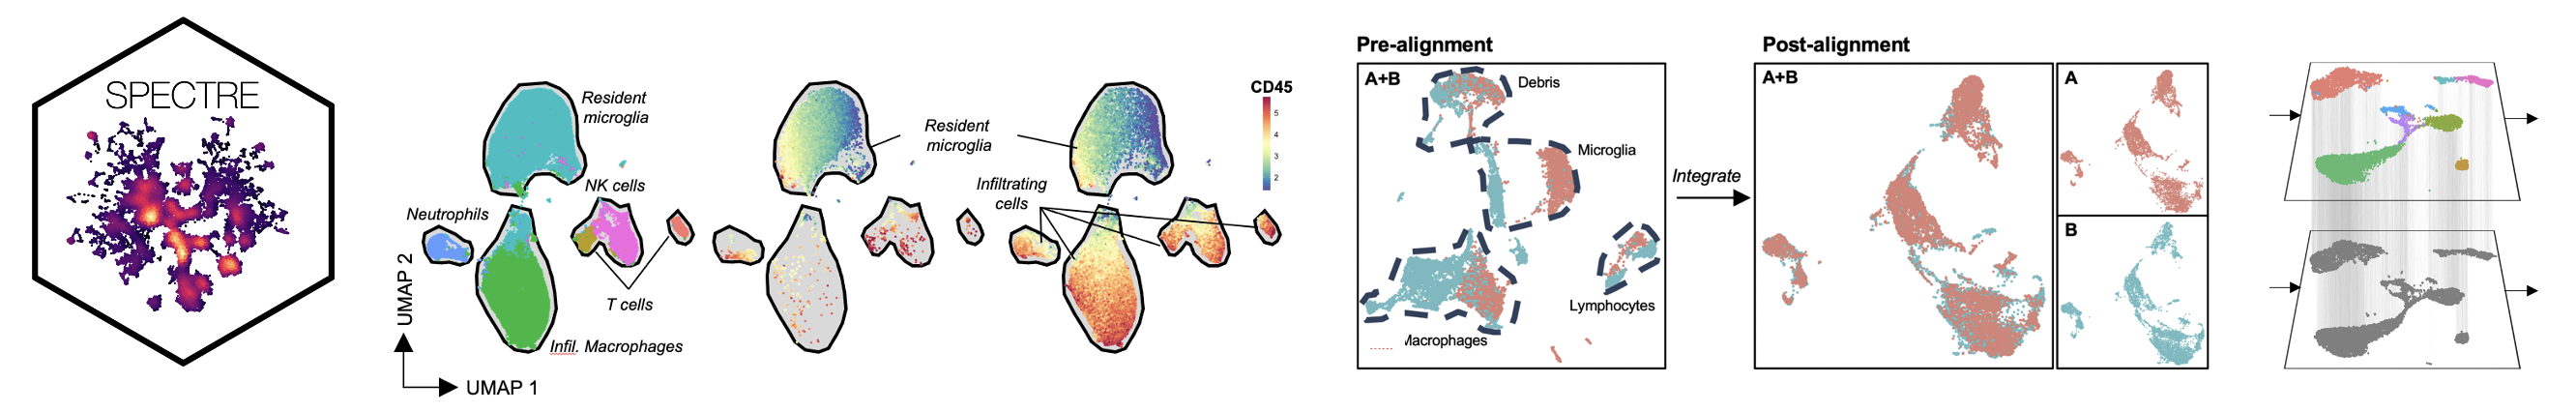 SPECTRE
Resident
microglia
NK cells
Neutrophils
T cells
Infil. Macrophages
UMAP 2
UMAP 1
Resident
microglia
Infiltrating
cells
CD45
5
4
3
2
Pre-alignment
A+B
Debris
Microglia
Lymphocytes
Macrophages
Integrate
Post-alignment
A+B
A
B